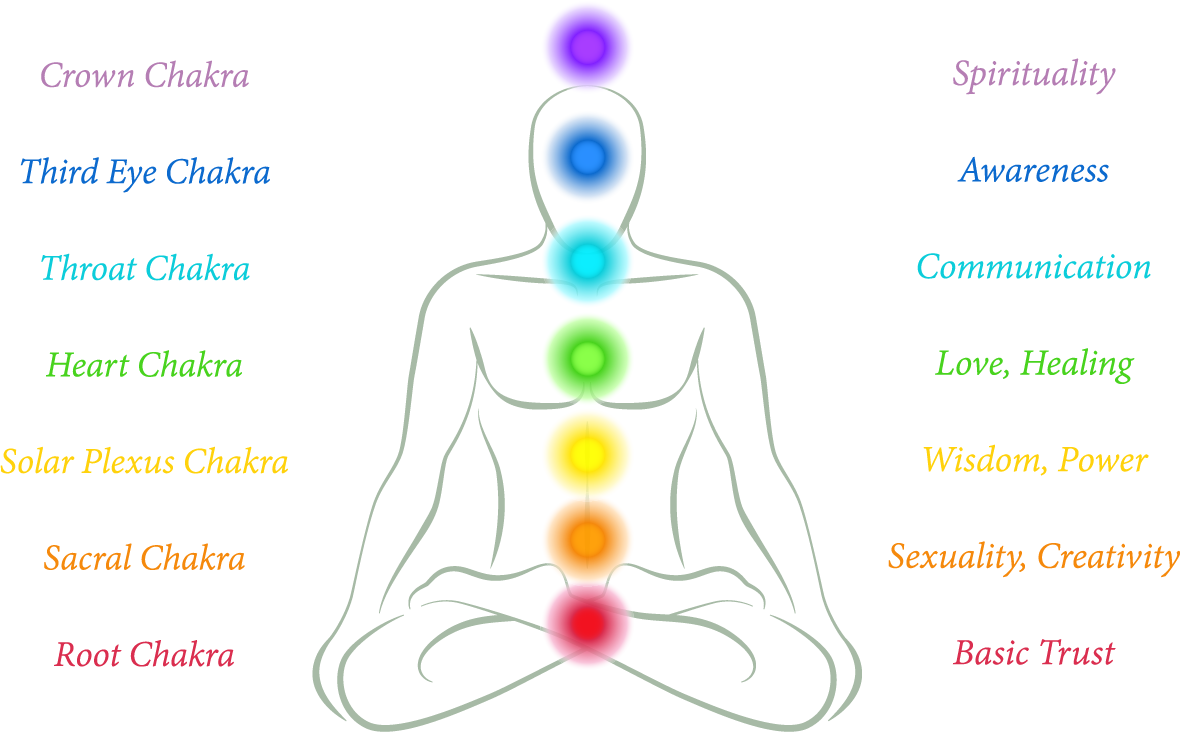 Crown Chakra
Spirituality
Third Eye Chakra
Awareness
Throat Chakra
Communication
Heart Chakra
Love, Healing
Solar Plexus Chakra
Wisdom, Power
Sacral Chakra
Sexuality, Creativity
Root Chakra
Basic Trust